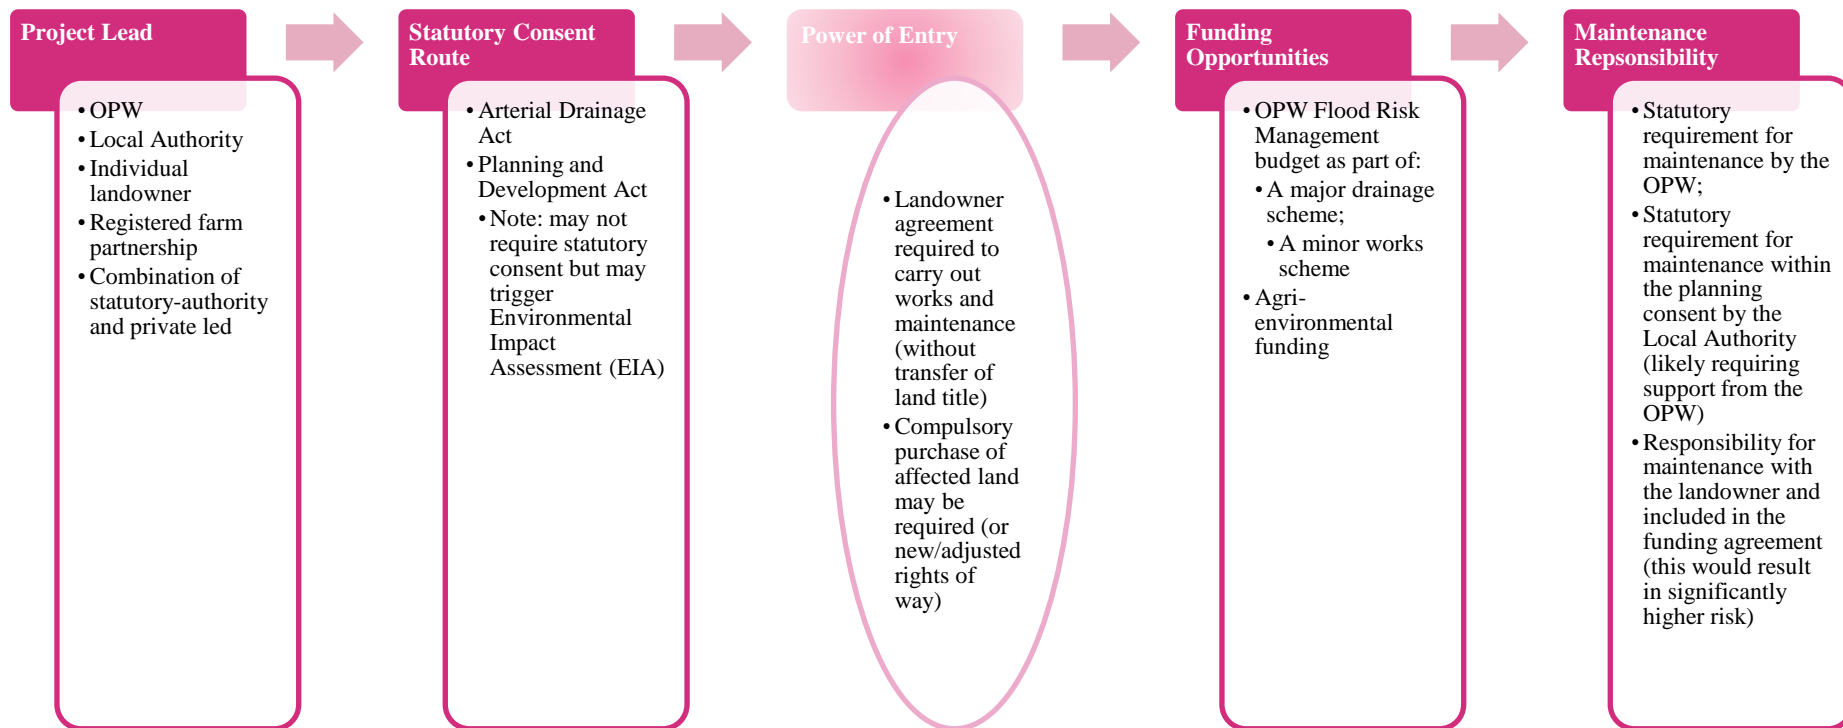 Project Lead
• OPW
• Local Authority
• Individual
landowner
• Registered farm
partnership
• Combination of
statutory-authority
and private led
Statutory Consent
Route
• Arterial Drainage
Act
• Planning and
Development Act
• Note: may not
require statutory
consent but may
trigger
Environmental
Impact
Assessment (EIA)
Power of Entry
• Landowner
agreement
required to
carry out
works and
maintenance
(without
transfer of
land title)
• Compulsory
purchase of
affected land
may be
required (or
new/adjusted
rights of
way)
Funding
Opportunities
• OPW Flood Risk
Management
budget as part of:
• A major drainage
scheme;
• A minor works
scheme
• Agri-
environmental
funding
Maintenance
Repsonsibility
• Statutory
requirement for
maintenance by the
OPW;
• Statutory
requirement for
maintenance within
the planning
consent by the
Local Authority
(likely requiring
support from the
OPW)
• Responsibility for
maintenance with
the landowner and
included in the
funding agreement
(this would result
in significantly
higher risk)